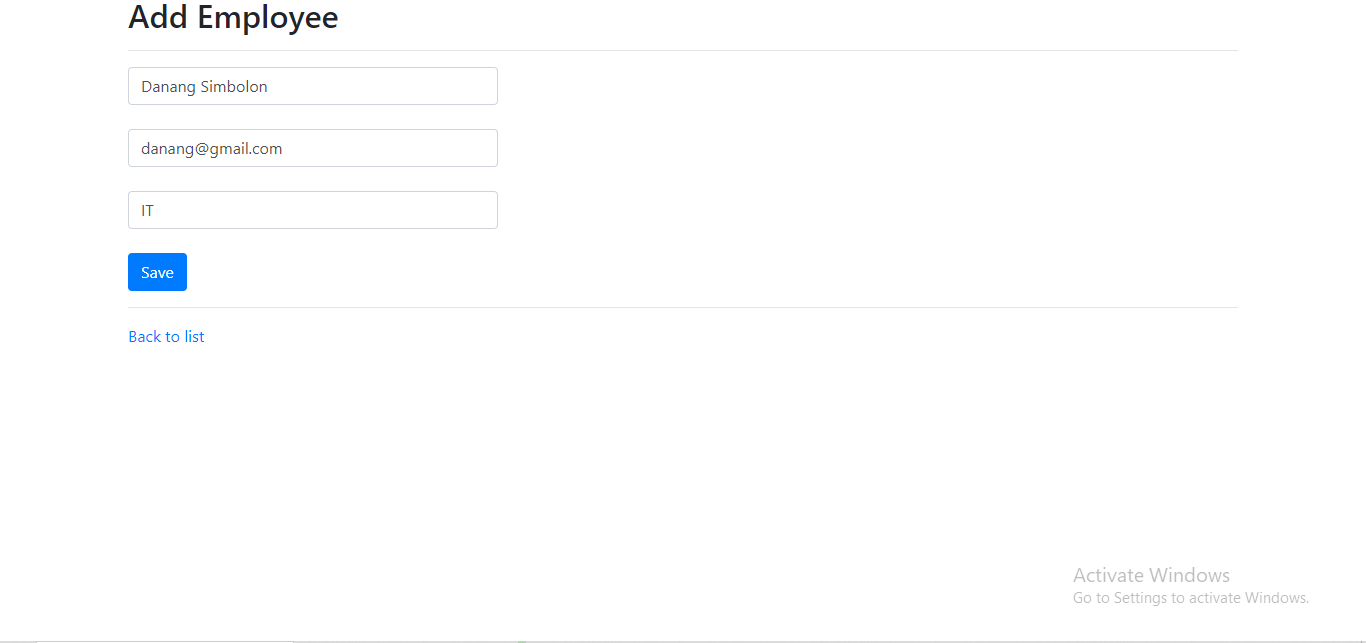 Add Employee
Danang Simbolon
danang@gmail.com
IT
Save
Back to list
Activate Windows
Go to Settings to activate Windows.